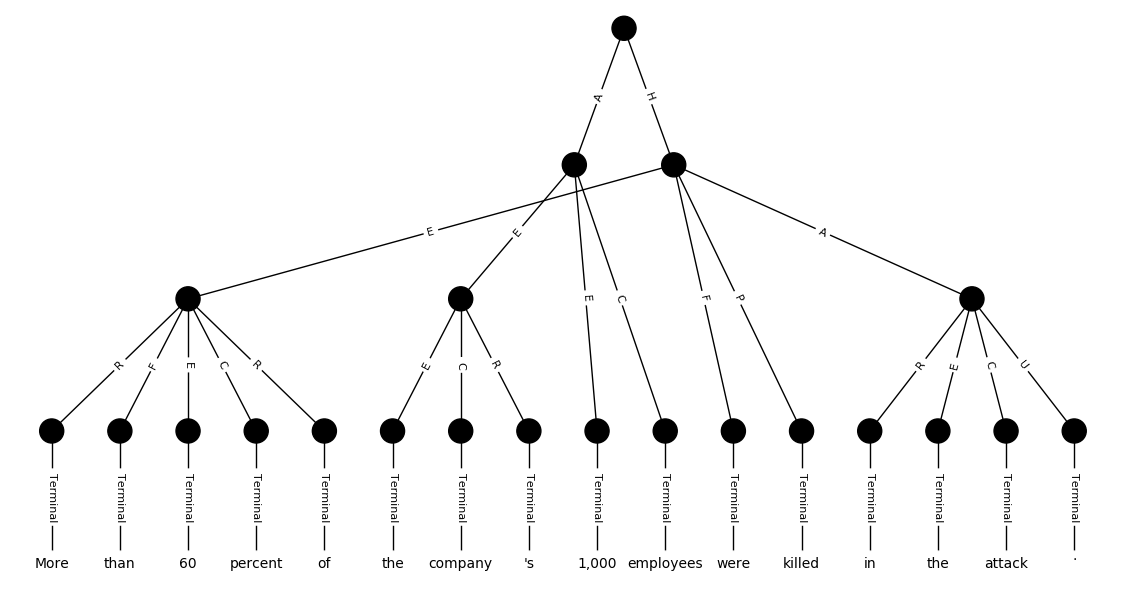 A H
E E E C F P A
R F E C R E C R R E C U
Terminal Terminal Terminal Terminal Terminal Terminal Terminal Terminal Terminal Terminal Terminal Terminal Terminal Terminal Terminal Terminal
More than 60 percent of the company 's 1,000 employees were killed in the attack .